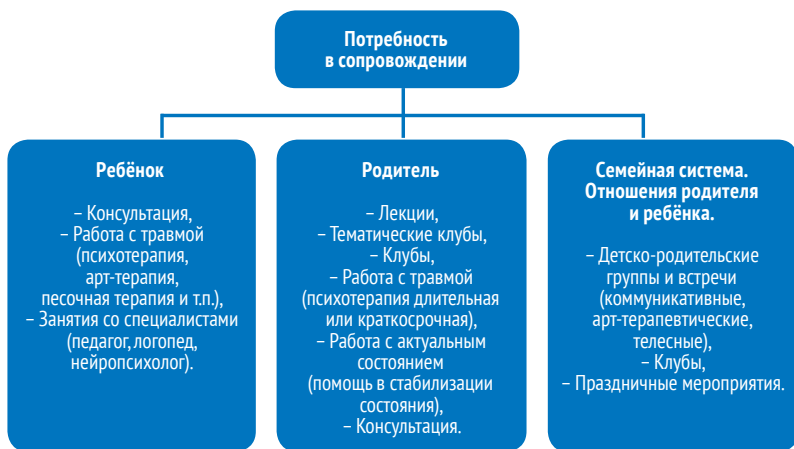 Потребность
в сопровождении
Ребёнок
– Консультация,
– Работа с травмой
(психотерапия,
арт-терапия,
песочная терапия и т.п.),
– Занятия со специалистами
(педагог, логопед,
нейропсихолог).
Родитель
– Лекции,
– Тематические клубы,
– Клубы,
– Работа с травмой
(психотерапия длительная
или краткосрочная),
– Работа с актуальным
состоянием
(помощь в стабилизации
состояния),
– Консультация.
Семейная система.
Отношения родителя
и ребёнка.
– Детско-родительские
группы и встречи
(коммуникативные,
арт-терапевтические,
телесные),
– Клубы,
– Праздничные мероприятия.